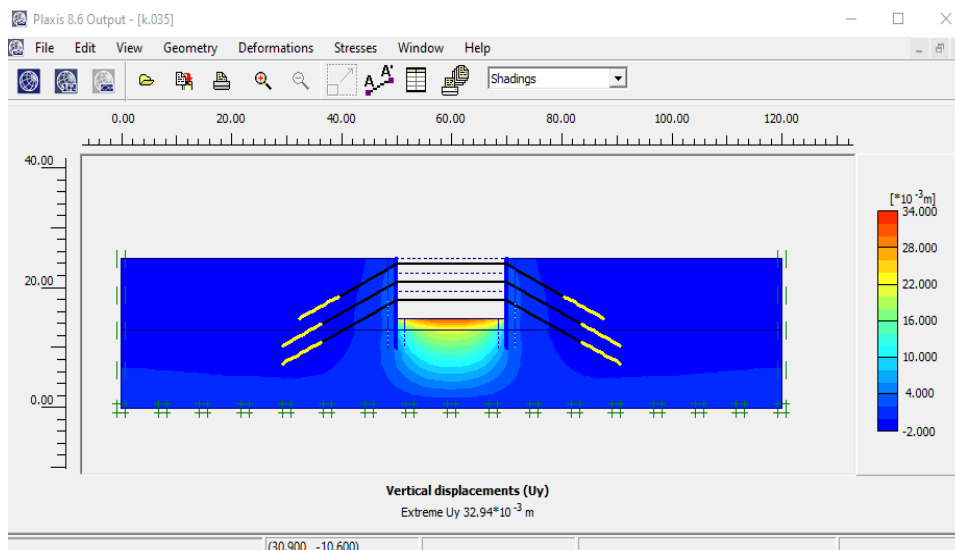 Plaxis 8.6 Output - [k.035]
File Edit View Geometry Deformations Stresses Window Help
A A' Shadings
0.00 20.00 40.00 60.00 80.00 100.00 120.00
40.00
20.00
0.00
[*10⁻³m]
34.000
28.000
22.000
16.000
10.000
4.000
-2.000
Vertical displacements (Uy)
Extreme Uy 32.94*10⁻³ m
(30.900 -10.600)